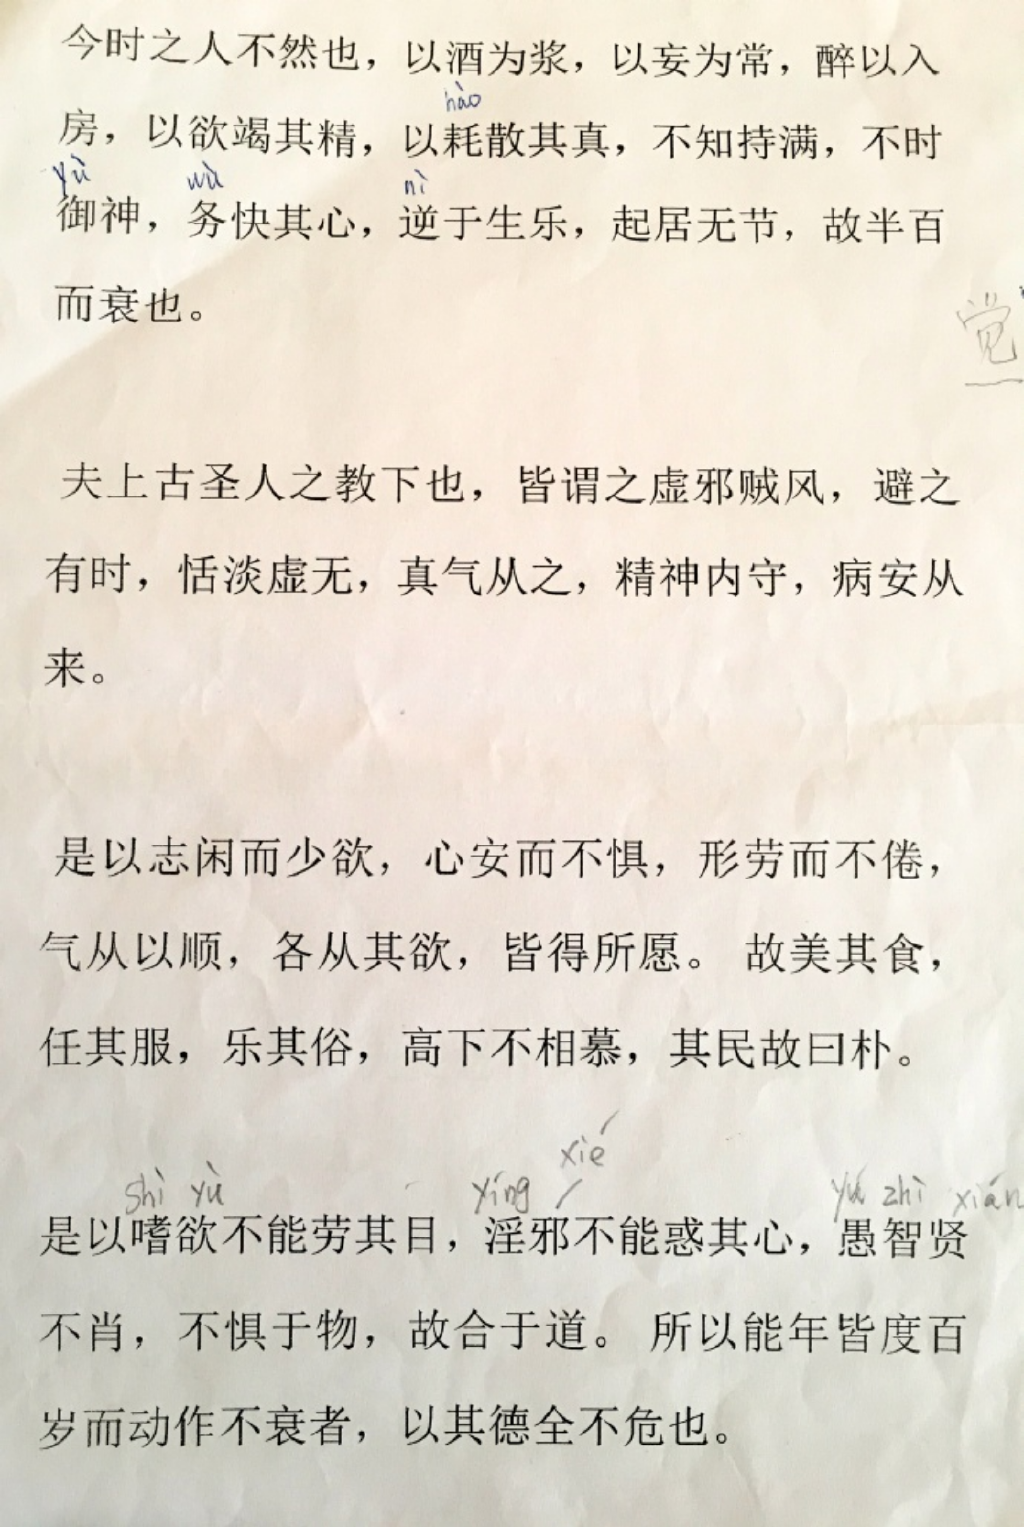 今时之人不然也，以酒为浆，以妄为常，醉以入
hào
房，以欲竭其精，以耗散其真，不知持满，不时
yù wù nì
御神，务快其心，逆于生乐，起居无节，故半百
而衰也。
觉
夫上古圣人之教下也，皆谓之虚邪贼风，避之
有时，恬淡虚无，真气从之，精神内守，病安从
来。
是以志闲而少欲，心安而不惧，形劳而不倦，
气从以顺，各从其欲，皆得所愿。故美其食，
任其服，乐其俗，高下不相慕，其民故曰朴。
xié
shì yù yíng yú zhì xián
是以嗜欲不能劳其目，淫邪不能惑其心，愚智贤
不肖，不惧于物，故合于道。所以能年皆度百
岁而动作不衰者，以其德全不危也。